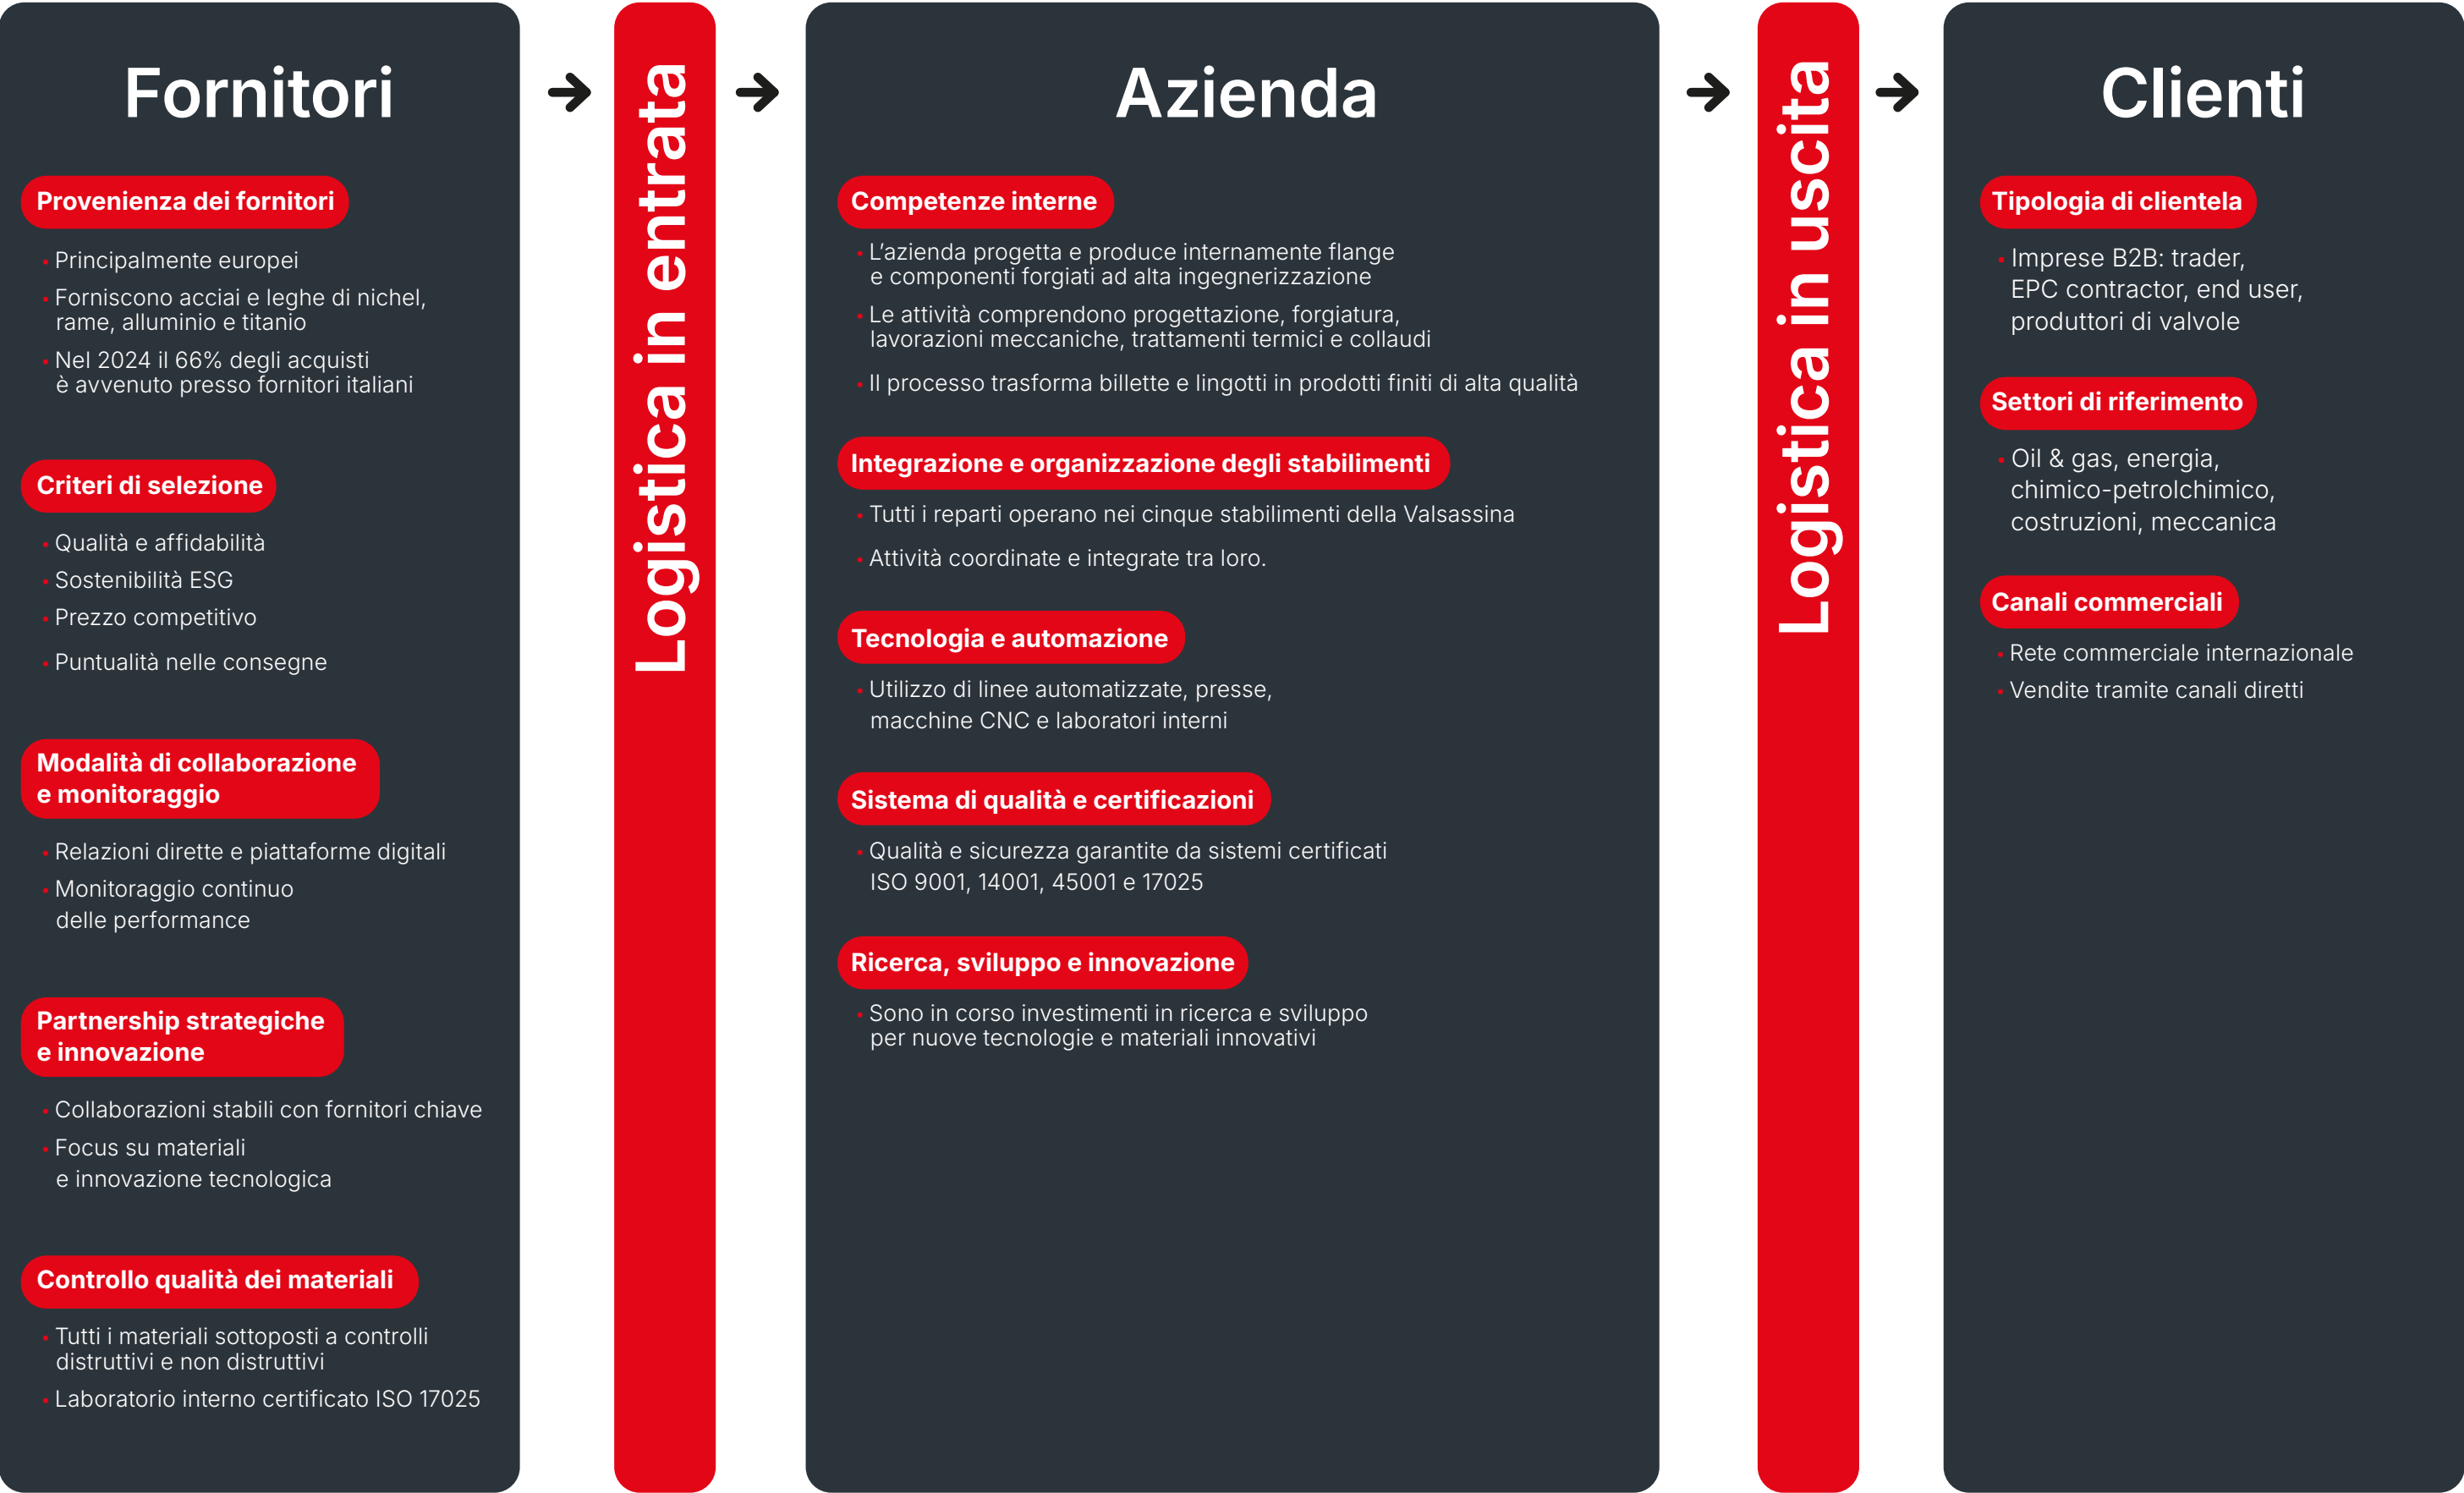 Fornitori
Provenienza dei fornitori
• Principalmente europei
• Forniscono acciai e leghe di nichel,
rame, alluminio e titanio
• Nel 2024 il 66% degli acquisti
è avvenuto presso fornitori italiani
Criteri di selezione
• Qualità e affidabilità
• Sostenibilità ESG
• Prezzo competitivo
• Puntualità nelle consegne
Modalità di collaborazione
e monitoraggio
• Relazioni dirette e piattaforme digitali
• Monitoraggio continuo
delle performance
Partnership strategiche
e innovazione
• Collaborazioni stabili con fornitori chiave
• Focus su materiali
e innovazione tecnologica
Controllo qualità dei materiali
• Tutti i materiali sottoposti a controlli
distruttivi e non distruttivi
• Laboratorio interno certificato ISO 17025
Logistica in entrata
Azienda
Competenze interne
• L’azienda progetta e produce internamente flange
e componenti forgiati ad alta ingegnerizzazione
• Le attività comprendono progettazione, forgiatura,
lavorazioni meccaniche, trattamenti termici e collaudi
• Il processo trasforma billette e lingotti in prodotti finiti di alta qualità
Integrazione e organizzazione degli stabilimenti
• Tutti i reparti operano nei cinque stabilimenti della Valsassina
• Attività coordinate e integrate tra loro.
Tecnologia e automazione
• Utilizzo di linee automatizzate, presse,
macchine CNC e laboratori interni
Sistema di qualità e certificazioni
• Qualità e sicurezza garantite da sistemi certificati
ISO 9001, 14001, 45001 e 17025
Ricerca, sviluppo e innovazione
• Sono in corso investimenti in ricerca e sviluppo
per nuove tecnologie e materiali innovativi
Logistica in uscita
Clienti
Tipologia di clientela
• Imprese B2B: trader,
EPC contractor, end user,
produttori di valvole
Settori di riferimento
• Oil & gas, energia,
chimico-petrolchimico,
costruzioni, meccanica
Canali commerciali
• Rete commerciale internazionale
• Vendite tramite canali diretti